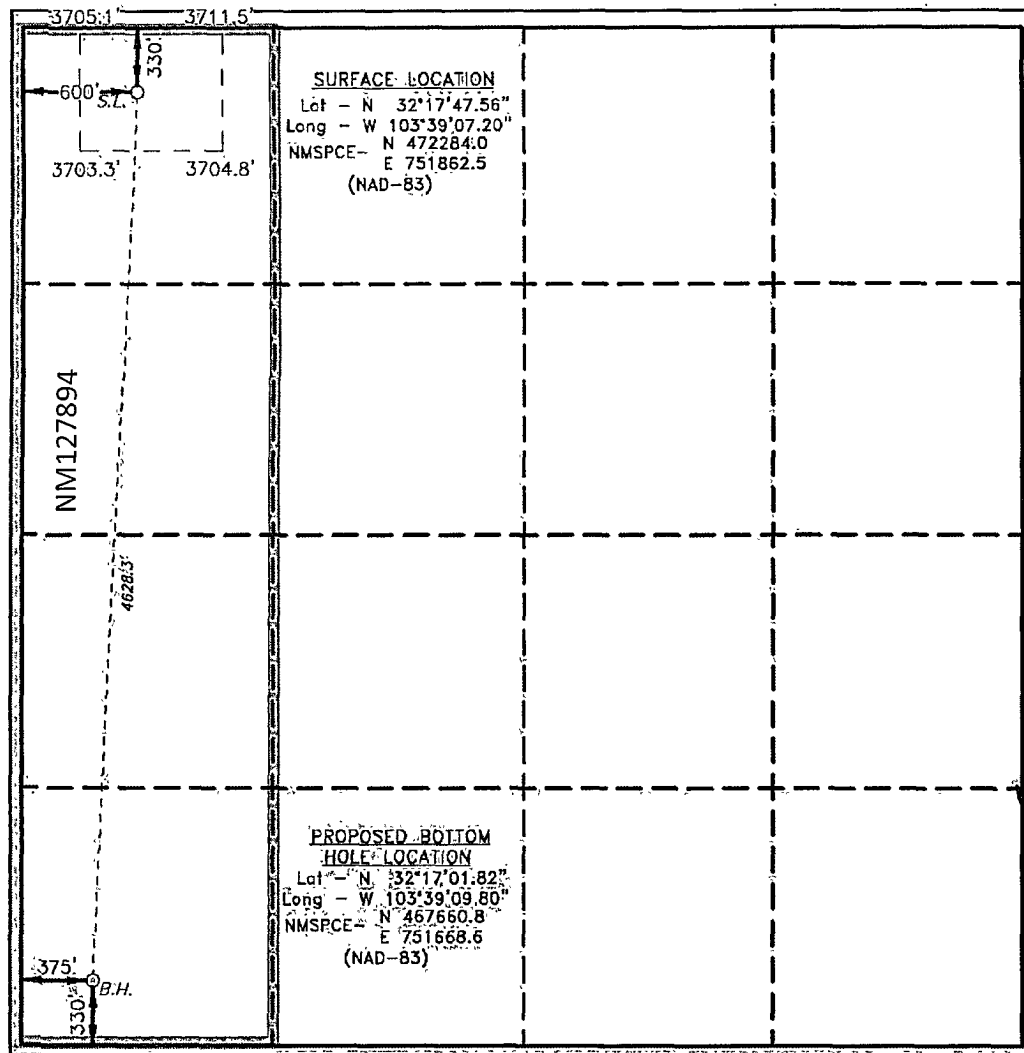 3705.1' 3711.5'
330'
600'
S.L.
3703.3' 3704.8'
SURFACE LOCATION
Lat - N 32°17'47.56"
Long - W 103°39'07.20"
NMSPCE- N 472284.0
E 751862.5
(NAD-83)
NM127894
4628.3'
PROPOSED BOTTOM
HOLE LOCATION
Lat - N 32°17'01.82"
Long - W 103°39'09.80"
NMSPCE- N 467660.8
E 751668.6
(NAD-83)
375'
B.H.
330'